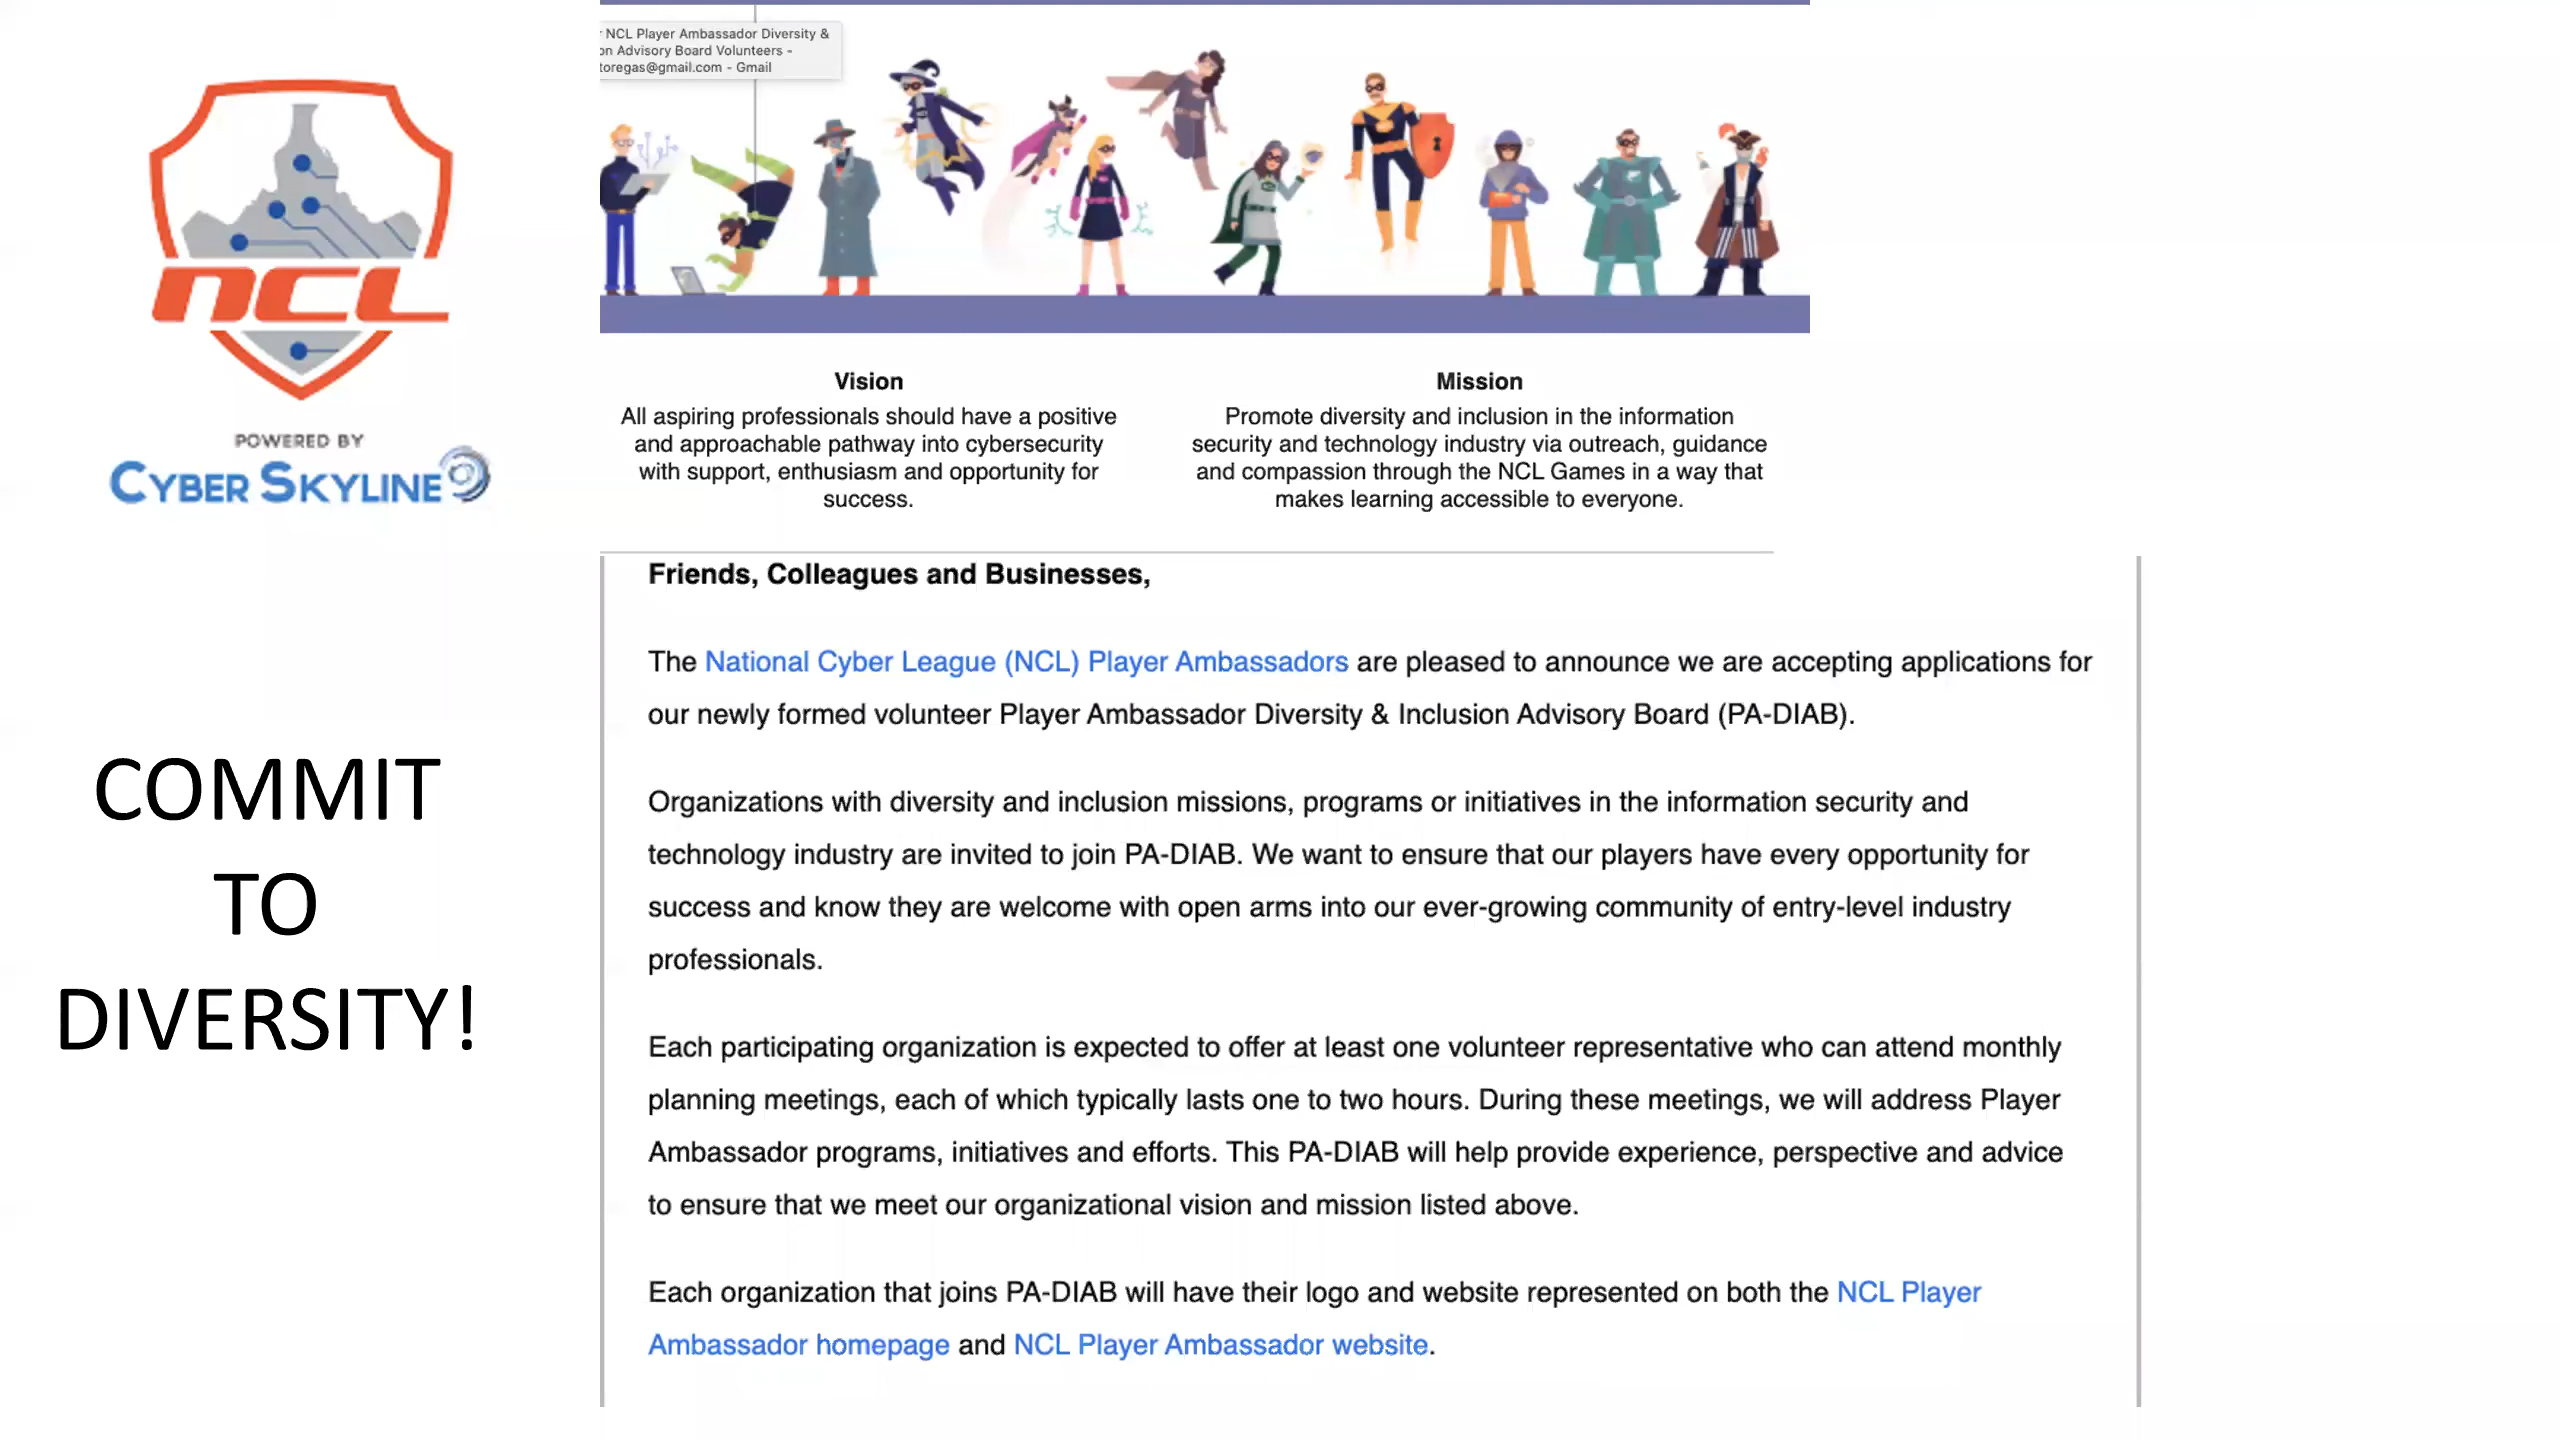 NCL Player Ambassador Diversity &
on Advisory Board Volunteers -
toregas@gmail.com - Gmail
ncl
POWERED BY
CYBER SKYLINE
COMMIT
TO
DIVERSITY!
Vision
All aspiring professionals should have a positive
and approachable pathway into cybersecurity
with support, enthusiasm and opportunity for
success.
Mission
Promote diversity and inclusion in the information
security and technology industry via outreach, guidance
and compassion through the NCL Games in a way that
makes learning accessible to everyone.
Friends, Colleagues and Businesses,
The National Cyber League (NCL) Player Ambassadors are pleased to announce we are accepting applications for
our newly formed volunteer Player Ambassador Diversity & Inclusion Advisory Board (PA-DIAB).
Organizations with diversity and inclusion missions, programs or initiatives in the information security and
technology industry are invited to join PA-DIAB. We want to ensure that our players have every opportunity for
success and know they are welcome with open arms into our ever-growing community of entry-level industry
professionals.
Each participating organization is expected to offer at least one volunteer representative who can attend monthly
planning meetings, each of which typically lasts one to two hours. During these meetings, we will address Player
Ambassador programs, initiatives and efforts. This PA-DIAB will help provide experience, perspective and advice
to ensure that we meet our organizational vision and mission listed above.
Each organization that joins PA-DIAB will have their logo and website represented on both the NCL Player
Ambassador homepage and NCL Player Ambassador website.